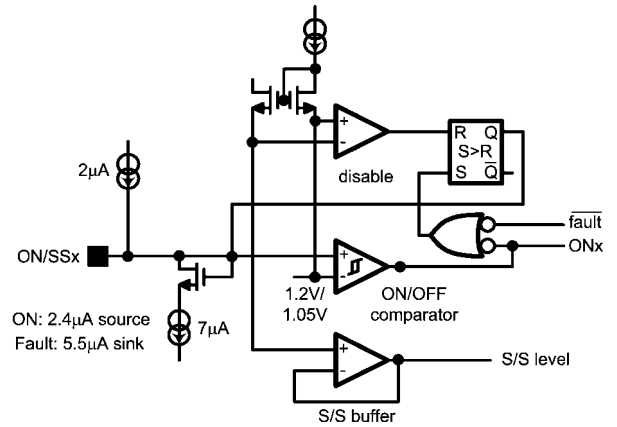 +
-
disable
R Q
S>R
S Q̅
2µA
ON/SSx
fault
ONx
+
-
1.2V/
1.05V
ON/OFF
comparator
ON: 2.4µA source
Fault: 5.5µA sink
7µA
+
-
S/S level
S/S buffer